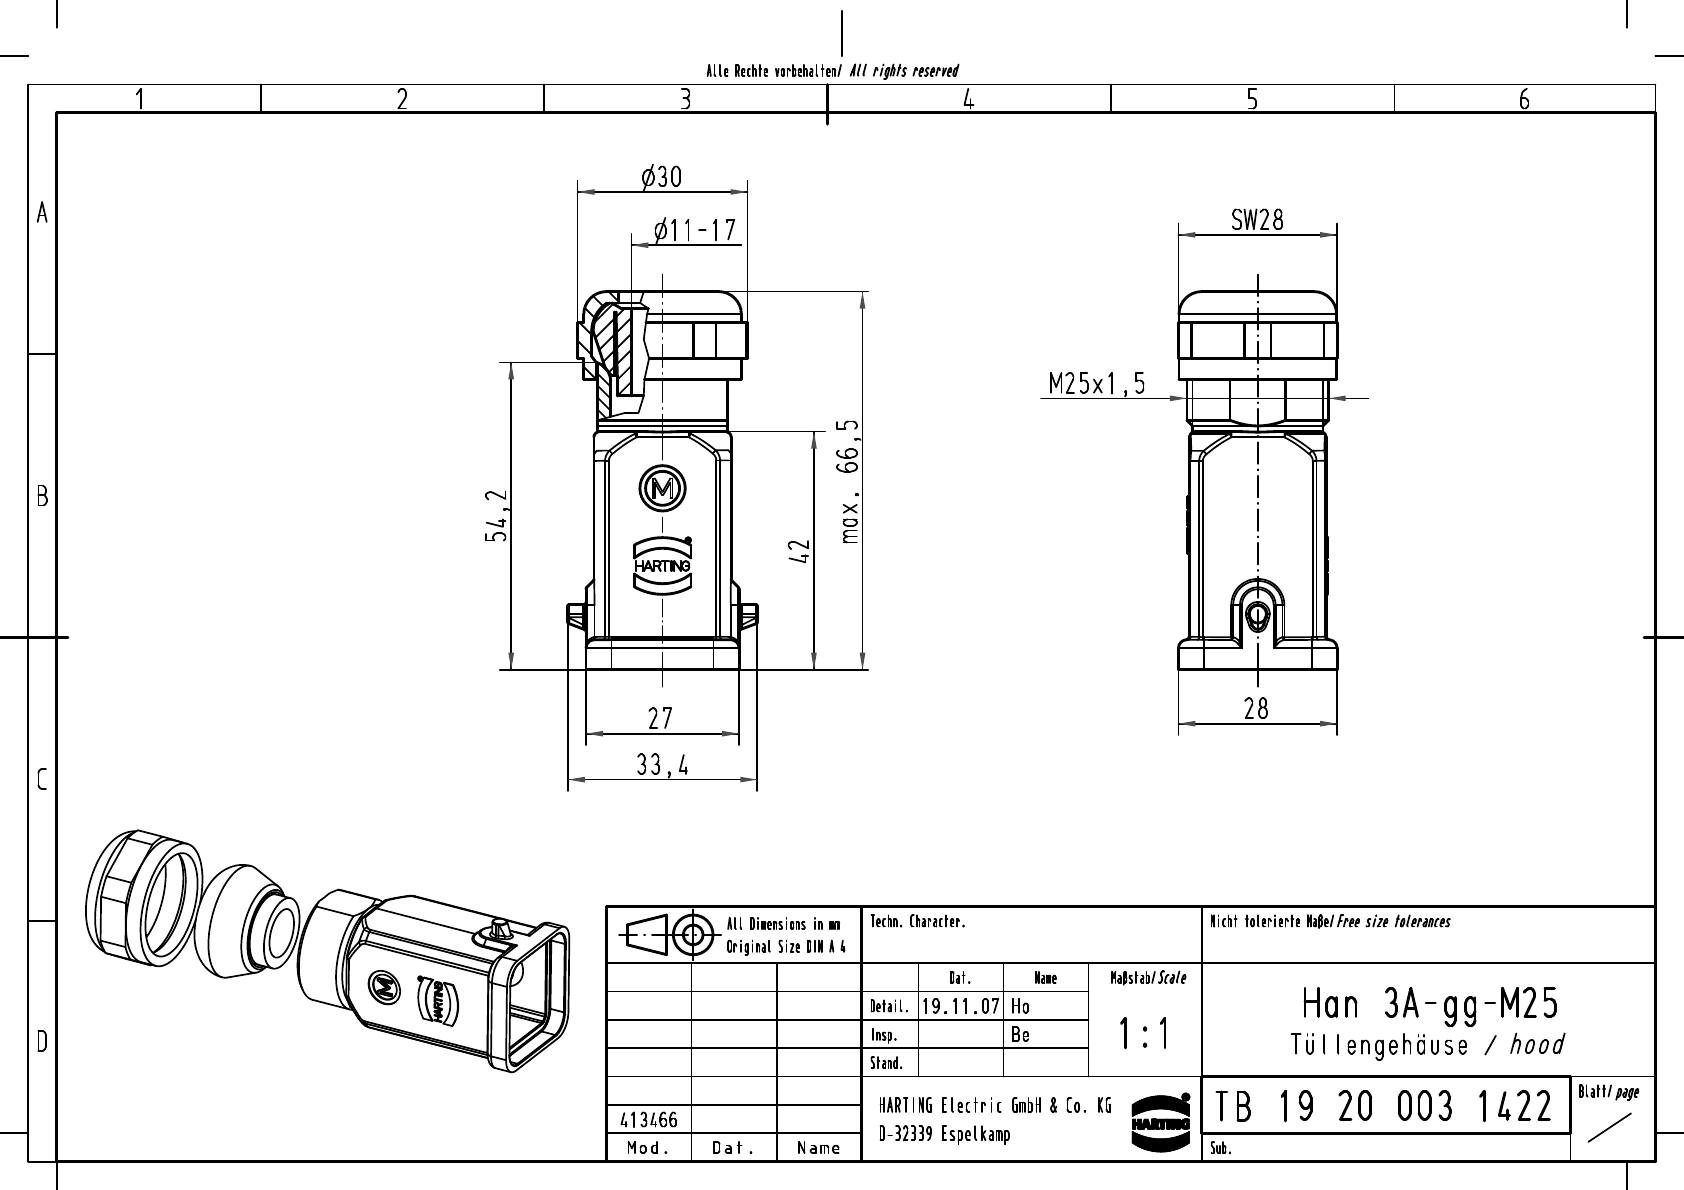 Alle Rechte vorbehalten/ All rights reserved
1 2 3 4 5 6
A
B
C
D
Ø30
Ø11-17
SW28
M25x1,5
54,2
42
max. 66,5
M
HARTING
27
33,4
28
M
HARTING
All Dimensions in mm
Original Size DIN A 4
Techn. Character.
Nicht tolerierte Maße/ Free size tolerances
Dat. Name
Maßstab/ Scale
Detail. 19.11.07 Ho
Insp. Be
Stand.
1:1
Han 3A-gg-M25
Tüllengehäuse / hood
413466
Mod. Dat. Name
HARTING Electric GmbH & Co. KG
D-32339 Espelkamp
HARTING
TB 19 20 003 1422
Blatt/ page
Sub.